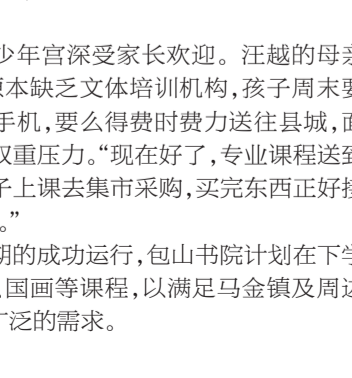 少年宫深受家长欢迎。汪越的母亲
原本缺乏文体培训机构,孩子周末要
手机,要么得费时费力送往县城,面
双重压力。“现在好了,专业课程送到
子上课去集市采购,买完东西正好接
。”
期的成功运行,包山书院计划在下学
、国画等课程,以满足马金镇及周边
广泛的需求。